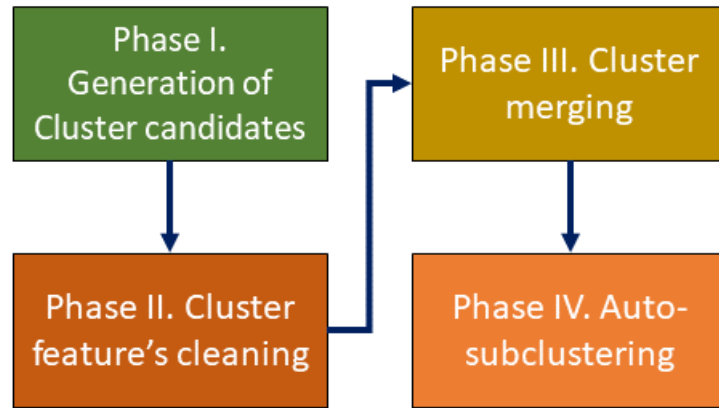 Phase I.
Generation of
Cluster candidates
Phase II. Cluster
feature’s cleaning
Phase III. Cluster
merging
Phase IV. Auto-
subclustering